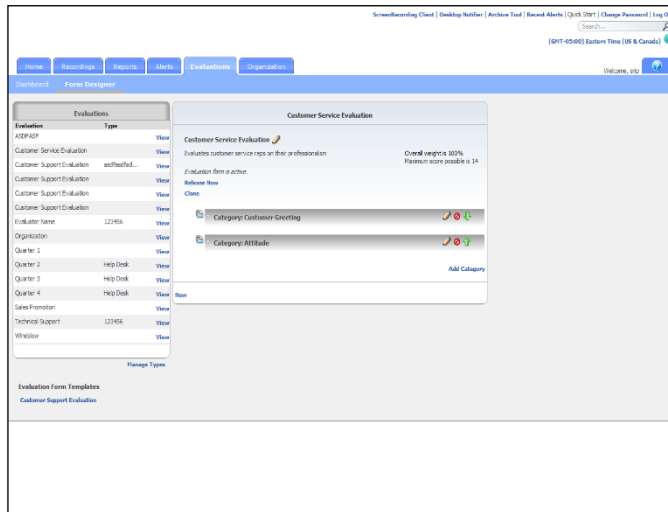 ScreenRecording Client | Desktop Notifier | Archive Tool | Recent Alerts | Quick Start | Change Password | Log O
Search...
(GMT-05:00) Eastern Time (US & Canada)
Home Recordings Reports Alerts Evaluations Organization
Welcome, srip
Dashboard Form Designer
Evaluations
Evaluation Type
ASDFASF View
Customer Service Evaluation View
Customer Support Evaluation asdfasdfad... View
Customer Support Evaluation View
Customer Support Evaluation View
Customer Support Evaluation View
Evaluator Name 123456 View
Organization View
Quarter 1 View
Quarter 2 Help Desk View
Quarter 3 Help Desk View
Quarter 4 Help Desk View
Sales Promotion View
Technical Support 123456 View
Windslow View
New
Manage Types
Evaluation Form Templates
Customer Support Evaluation
Customer Service Evaluation
Customer Service Evaluation
Evaluates customer service reps on their professionalism
Overall weight is 100%
Maximum score possible is 14
Evaluation form is active.
Release Now
Clone
Category: Customer Greeting
Category: Attitude
Add Category